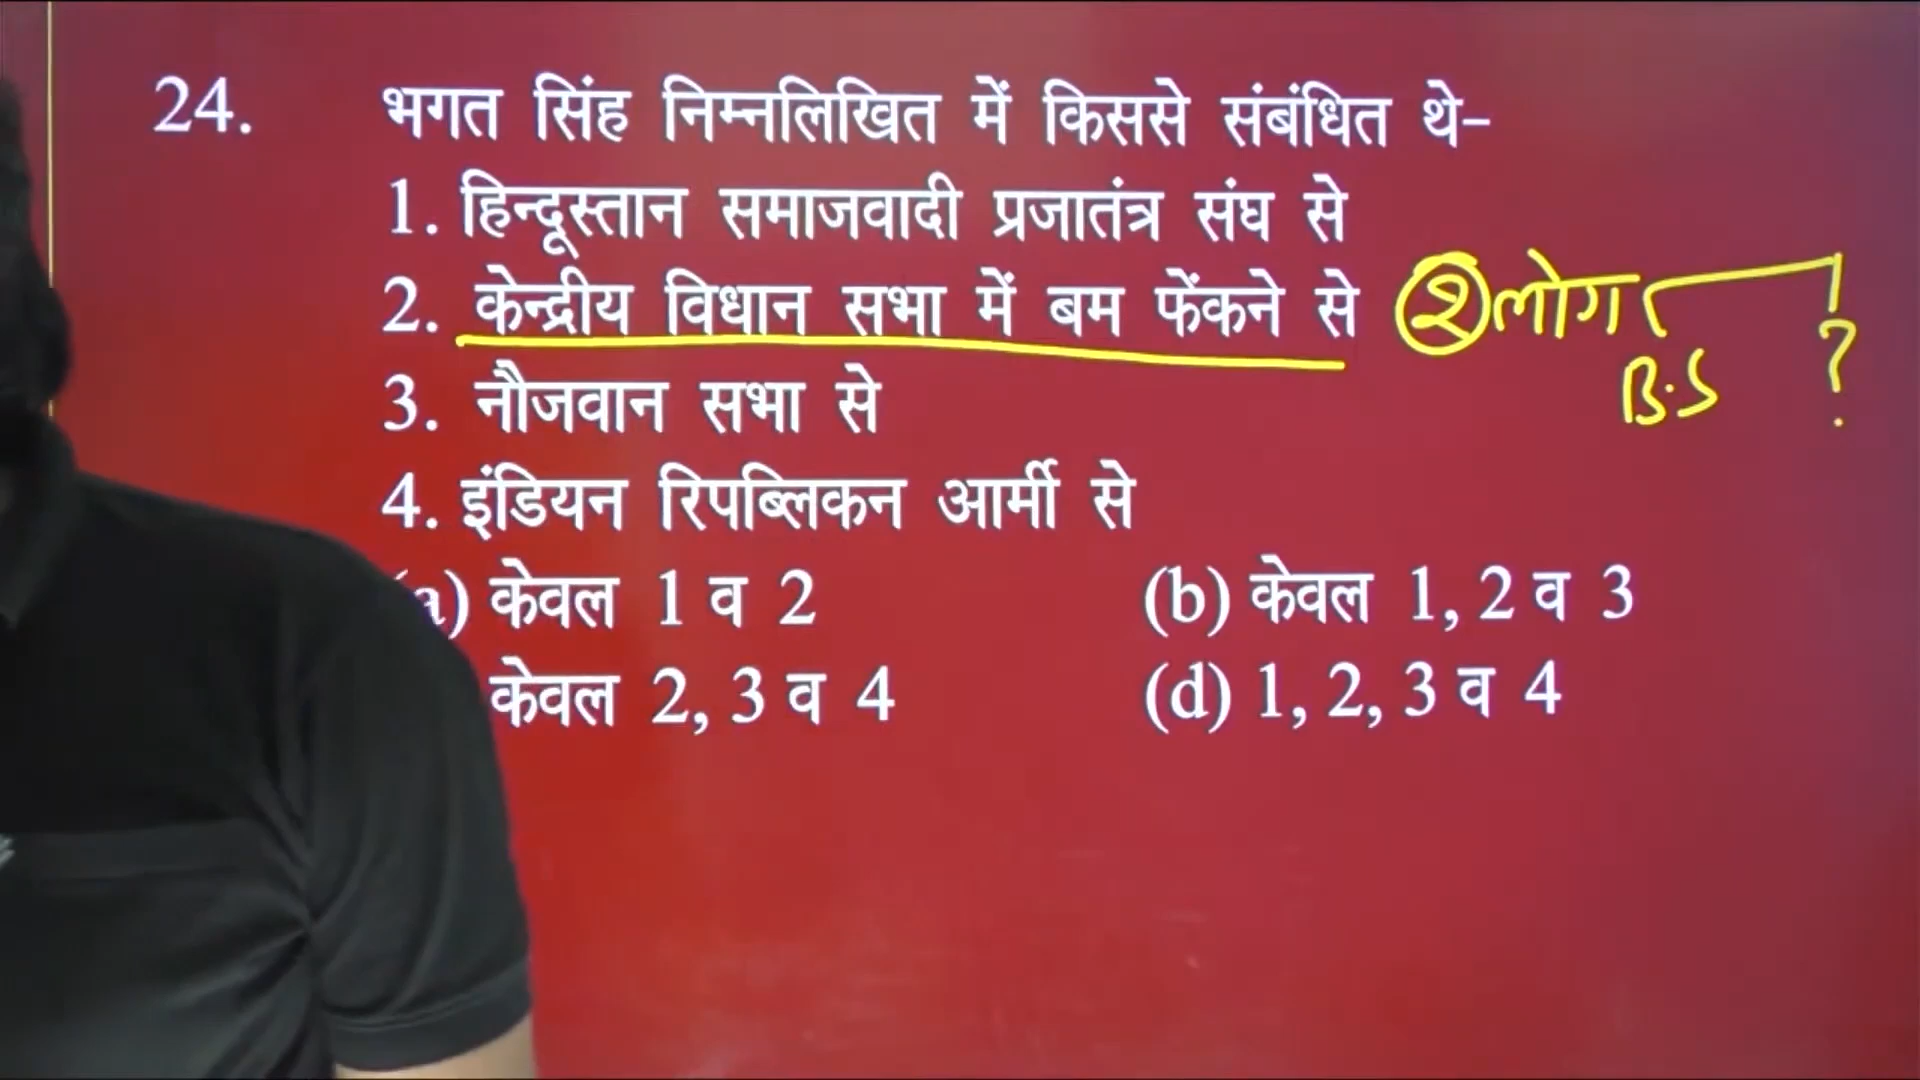 24. भगत सिंह निम्नलिखित में किससे संबंधित थे–
1. हिन्दूस्तान समाजवादी प्रजातंत्र संघ से
2. केन्द्रीय विधान सभा में बम फेंकने से ② लोग
B.S ?
3. नौजवान सभा से
4. इंडियन रिपब्लिकन आर्मी से
a) केवल 1 व 2 (b) केवल 1, 2 व 3
केवल 2, 3 व 4 (d) 1, 2, 3 व 4